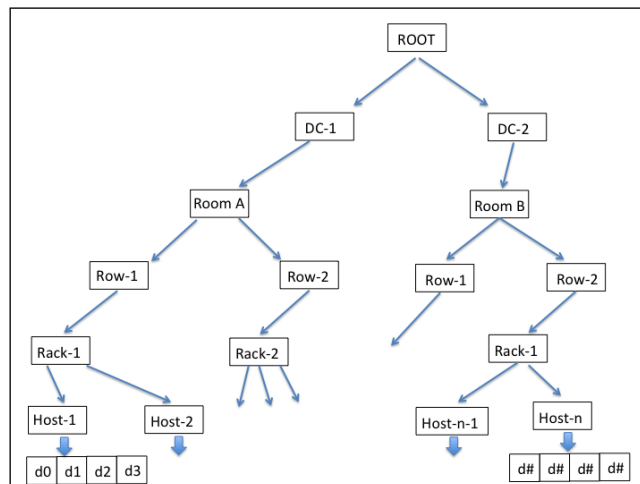 ROOT
DC-1 DC-2
Room A Room B
Row-1 Row-2 Row-1 Row-2
Rack-1 Rack-2 Rack-1
Host-1 Host-2 Host-n-1 Host-n
d0 d1 d2 d3 d# d# d# d#